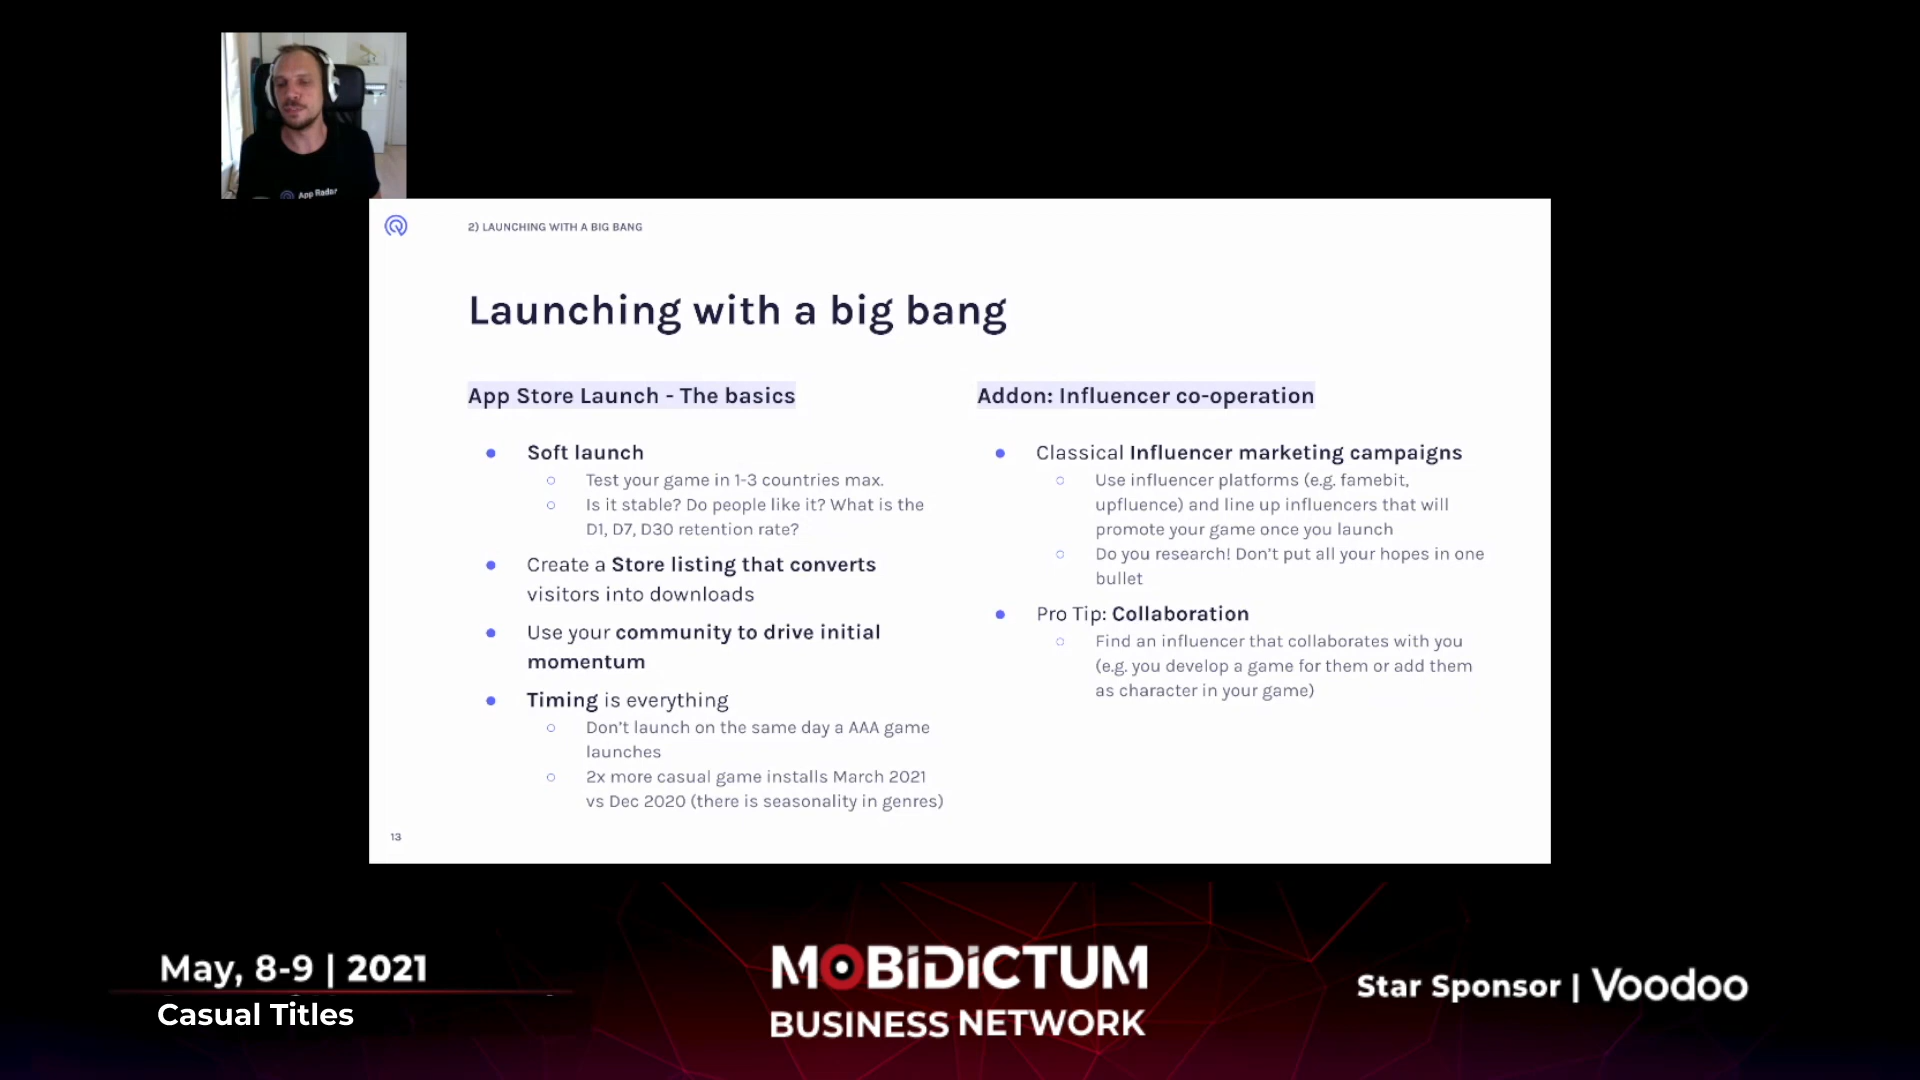 App Radar
2) LAUNCHING WITH A BIG BANG
Launching with a big bang
App Store Launch - The basics
Soft launch
Test your game in 1-3 countries max.
Is it stable? Do people like it? What is the
D1, D7, D30 retention rate?
Create a Store listing that converts
visitors into downloads
Use your community to drive initial
momentum
Timing is everything
Don't launch on the same day a AAA game
launches
2x more casual game installs March 2021
vs Dec 2020 (there is seasonality in genres)
Addon: Influencer co-operation
Classical Influencer marketing campaigns
Use influencer platforms (e.g. famebit,
upfluence) and line up influencers that will
promote your game once you launch
Do you research! Don't put all your hopes in one
bullet
Pro Tip: Collaboration
Find an influencer that collaborates with you
(e.g. you develop a game for them or add them
as character in your game)
13
May, 8-9 | 2021
Casual Titles
MOBIDICTUM
BUSINESS NETWORK
Star Sponsor | Voodoo